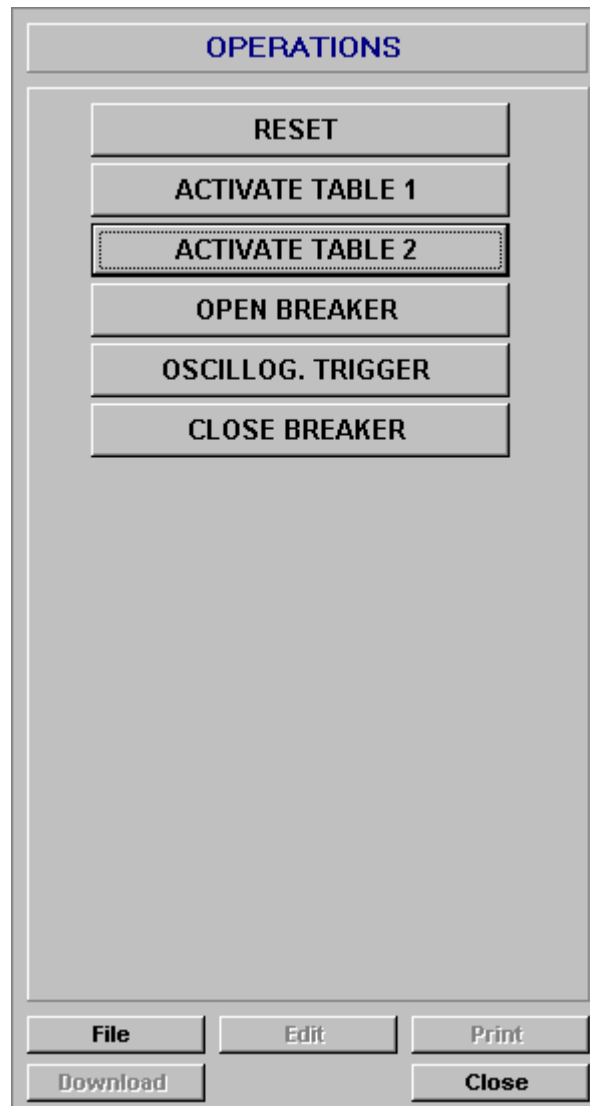 OPERATIONS
RESET
ACTIVATE TABLE 1
ACTIVATE TABLE 2
OPEN BREAKER
OSCILLOG. TRIGGER
CLOSE BREAKER
File Edit Print
Download Close